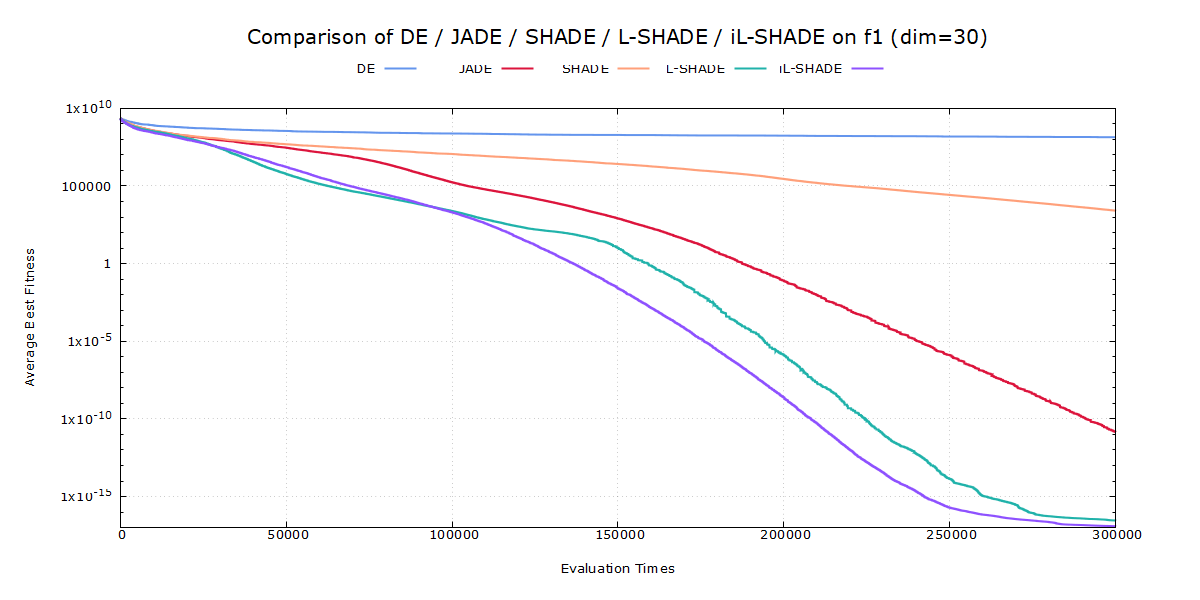 Comparison of DE / JADE / SHADE / L-SHADE / iL-SHADE on f1 (dim=30)
DE JADE SHADE L-SHADE iL-SHADE
1x10^10
100000
1
1x10^-5
1x10^-10
1x10^-15
Average Best Fitness
0 50000 100000 150000 200000 250000 300000
Evaluation Times